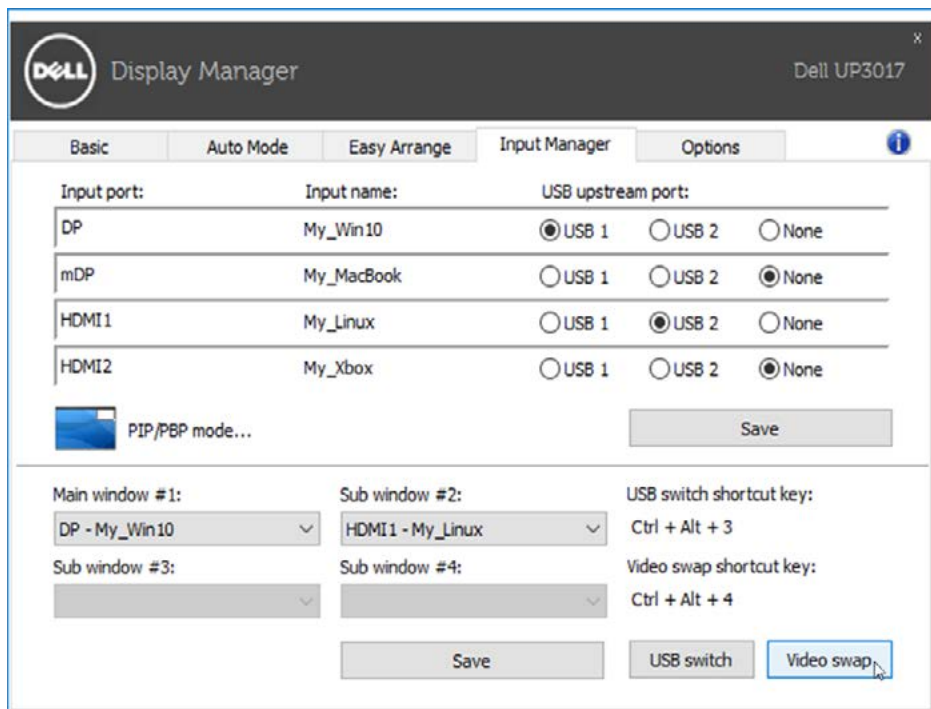 DELL Display Manager Dell UP3017 x
Basic Auto Mode Easy Arrange Input Manager Options i
Input port: Input name: USB upstream port:
DP My_Win10 USB 1 USB 2 None
mDP My_MacBook USB 1 USB 2 None
HDMI1 My_Linux USB 1 USB 2 None
HDMI2 My_Xbox USB 1 USB 2 None
PIP/PBP mode... Save
Main window #1: Sub window #2: USB switch shortcut key:
DP - My_Win10 HDMI1 - My_Linux Ctrl + Alt + 3
Sub window #3: Sub window #4: Video swap shortcut key:
Ctrl + Alt + 4
Save USB switch Video swap